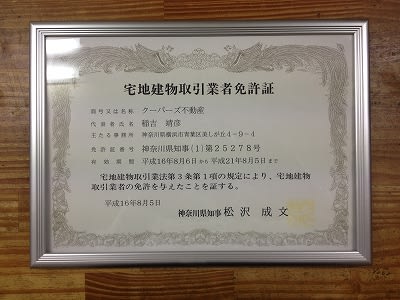 宅地建物取引業者免許証
商号又は名称 クーパーズ不動産
代表者氏名 稲吉 靖彦
主たる事務所 神奈川県横浜市青葉区美しが丘4-9-4
免許証番号 神奈川県知事(1)第25278号
有効期間 平成16年8月6日から平成21年8月5日まで
宅地建物取引業法第3条第1項の規定により、宅地建物
取引業者の免許を与えたことを証する。
平成16年8月5日
神奈川県知事 松沢 成文